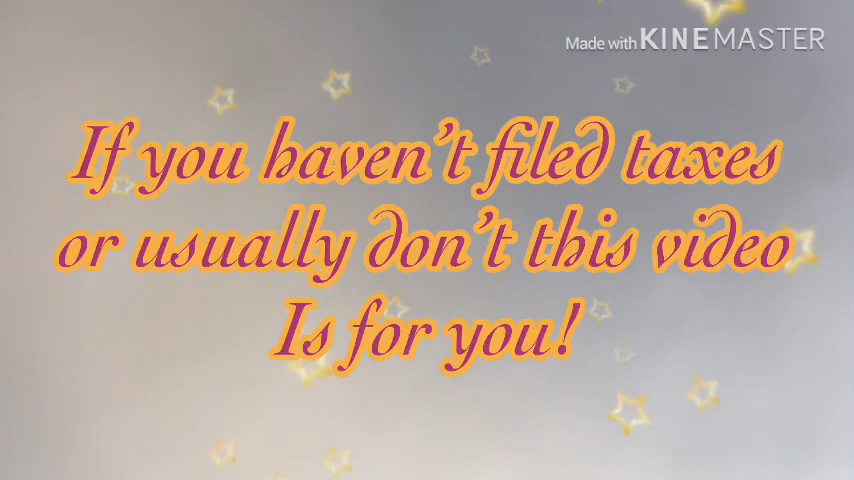 Made with KINEMASTER
If you haven't filed taxes
or usually don't this video
Is for you!